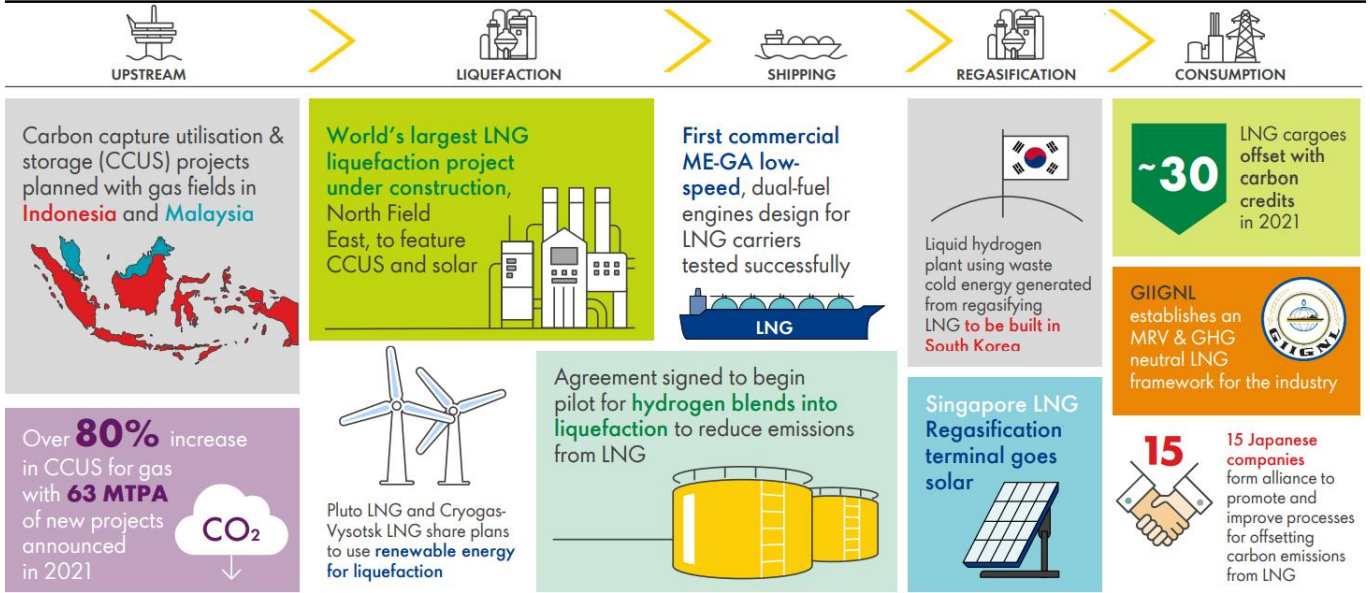 UPSTREAM
LIQUEFACTION
SHIPPING
REGASIFICATION
CONSUMPTION
Carbon capture utilisation &
storage (CCUS) projects
planned with gas fields in
Indonesia and Malaysia
Over 80% increase
in CCUS for gas
with 63 MTPA
of new projects
announced
in 2021
CO₂
World's largest LNG
liquefaction project
under construction,
North Field
East, to feature
CCUS and solar
Pluto LNG and Cryogas-
Vysotsk LNG share plans
to use renewable energy
for liquefaction
First commercial
ME-GA low-
speed, dual-fuel
engines design for
LNG carriers
tested successfully
LNG
Agreement signed to begin
pilot for hydrogen blends into
liquefaction to reduce emissions
from LNG
Liquid hydrogen
plant using waste
cold energy generated
from regasifying
LNG to be built in
South Korea
Singapore LNG
Regasification
terminal goes
solar
~30
LNG cargoes
offset with
carbon
credits
in 2021
GIIGNL
establishes an
MRV & GHG
neutral LNG
framework for the industry
GIIGNL
15
15 Japanese
companies
form alliance to
promote and
improve processes
for offsetting
carbon emissions
from LNG